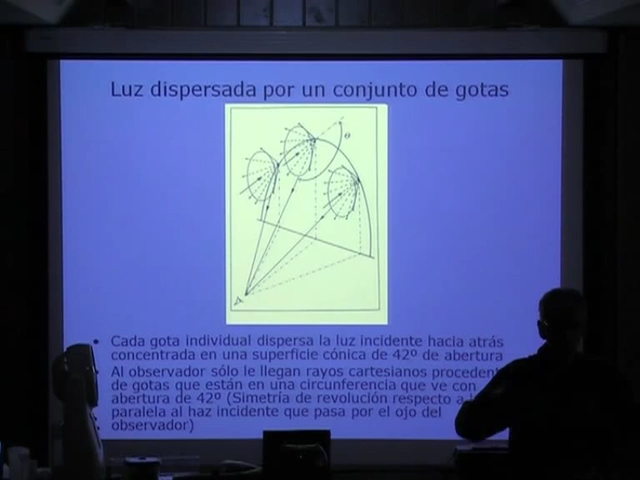 Luz dispersada por un conjunto de gotas
θ
• Cada gota individual dispersa la luz incidente hacia atrás
concentrada en una superficie cónica de 42º de abertura
Al observador sólo le llegan rayos cartesianos
de gotas que están en una circunferencia que ve con
abertura de 42º (Simetría de revolución respecto a
paralela al haz incidente que pasa por el ojo del
observador)